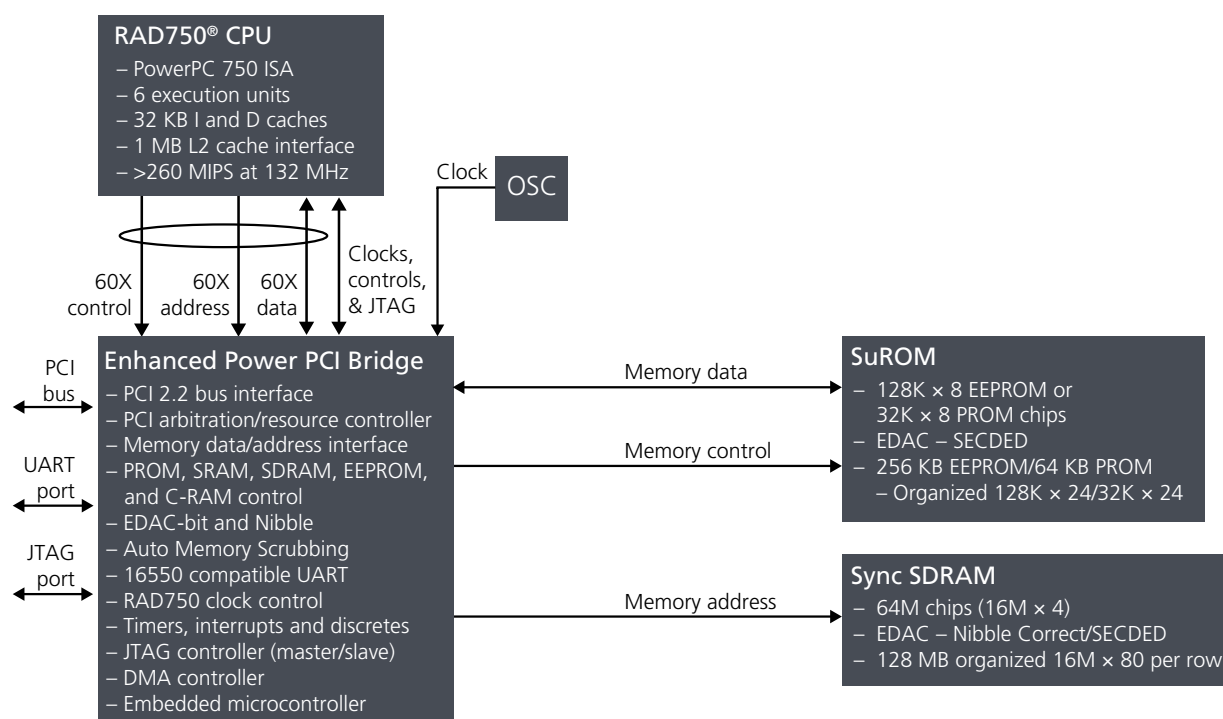 RAD750® CPU
– PowerPC 750 ISA
– 6 execution units
– 32 KB I and D caches
– 1 MB L2 cache interface
– >260 MIPS at 132 MHz
Clock
OSC
60X
control
60X
address
60X
data
Clocks,
controls,
& JTAG
PCI
bus
UART
port
JTAG
port
Enhanced Power PCI Bridge
– PCI 2.2 bus interface
– PCI arbitration/resource controller
– Memory data/address interface
– PROM, SRAM, SDRAM, EEPROM,
and C-RAM control
– EDAC-bit and Nibble
– Auto Memory Scrubbing
– 16550 compatible UART
– RAD750 clock control
– Timers, interrupts and discretes
– JTAG controller (master/slave)
– DMA controller
– Embedded microcontroller
Memory data
Memory control
Memory address
SuROM
– 128K × 8 EEPROM or
32K × 8 PROM chips
– EDAC – SECDED
– 256 KB EEPROM/64 KB PROM
– Organized 128K × 24/32K × 24
Sync SDRAM
– 64M chips (16M × 4)
– EDAC – Nibble Correct/SECDED
– 128 MB organized 16M × 80 per row